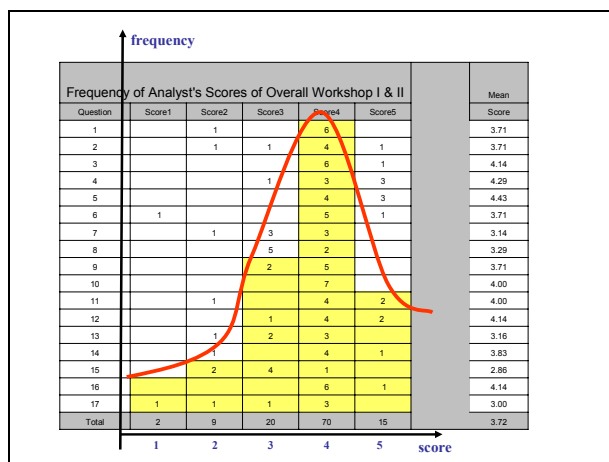 frequency
Frequency of Analyst's Scores of Overall Workshop I & II Mean
Question Score1 Score2 Score3 Score4 Score5 Score
1 1 6 3.71
2 1 1 4 1 3.71
3 6 1 4.14
4 1 3 3 4.29
5 4 3 4.43
6 1 5 1 3.71
7 1 3 3 3.14
8 5 2 3.29
9 2 5 3.71
10 7 4.00
11 1 4 2 4.00
12 1 4 2 4.14
13 1 2 3 3.16
14 1 4 1 3.83
15 2 4 1 2.86
16 6 1 4.14
17 1 1 1 3 3.00
Total 2 9 20 70 15 3.72
1 2 3 4 5 score